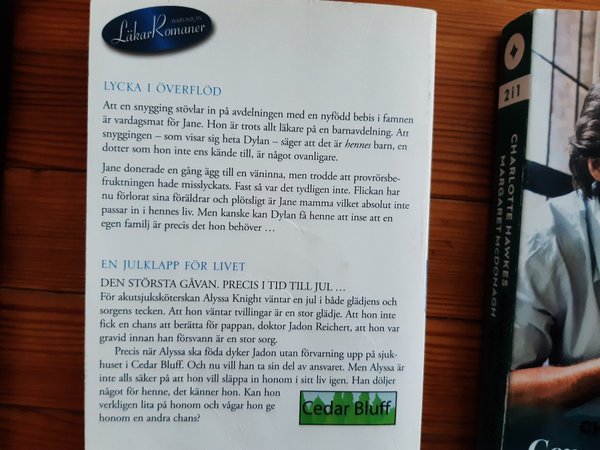 HARLEQUIN
LäkarRomaner
LYCKA I ÖVERFLÖD
Att en snygging stövlar in på avdelningen med en nyfödd bebis i famnen
är vardagsmat för Jane. Hon är trots allt läkare på en barnavdelning. Att
snyggingen – som visar sig heta Dylan – säger att det är hennes barn, en
dotter som hon inte ens kände till, är något ovanligare.
Jane donerade en gång ägg till en väninna, men trodde att provrörsbe-
fruktningen hade misslyckats. Fast så var det tydligen inte. Flickan har
nu förlorat sina föräldrar och plötsligt är Jane mamma vilket absolut inte
passar in i hennes liv. Men kanske kan Dylan få henne att inse att en
egen familj är precis det hon behöver …
EN JULKLAPP FÖR LIVET
DEN STÖRSTA GÅVAN. PRECIS I TID TILL JUL …
För akutsjuksköterskan Alyssa Knight väntar en jul i både glädjens och
sorgens tecken. Att hon väntar tvillingar är en stor glädje. Att hon inte
fick en chans att berätta för pappan, doktor Jadon Reichert, att hon var
gravid innan han försvann är en stor sorg.
Precis när Alyssa ska föda dyker Jadon utan förvarning upp på sjuk-
huset i Cedar Bluff. Och nu vill han ta sin del av ansvaret. Men Alyssa är
inte alls säker på att hon vill släppa in honom i sitt liv igen. Han döljer
något för henne, det känner hon. Kan hon
verkligen lita på honom och vågar hon ge
honom en andra chans?
Cedar Bluff
2 i 1
CHARLOTTE HAWKES
MARGARET McDONAGH